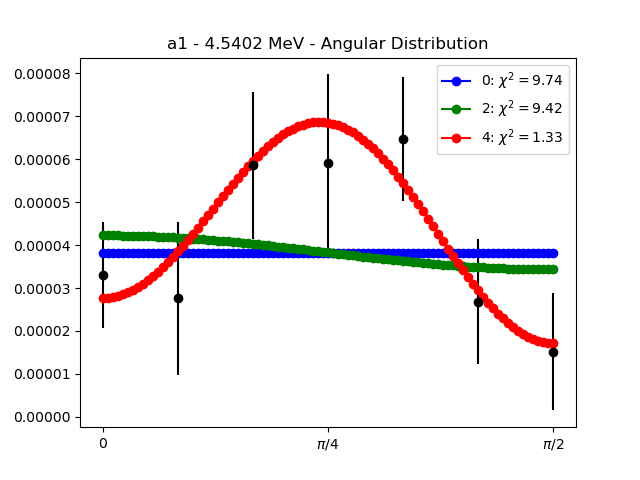 a1 - 4.5402 MeV - Angular Distribution
0.00008
0.00007
0.00006
0.00005
0.00004
0.00003
0.00002
0.00001
0.00000
0: χ² = 9.74
2: χ² = 9.42
4: χ² = 1.33
0
π/4
π/2